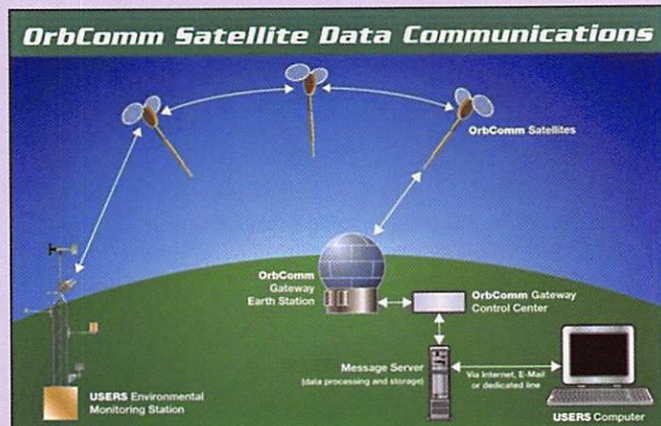 OrbComm Satellite Data Communications
OrbComm Satellites
OrbComm
Gateway
Earth Station
OrbComm Gateway
Control Center
Message Server
(data processing and storage)
Via Internet, E-Mail
or dedicated line
USERS Environmental
Monitoring Station
USERS Computer